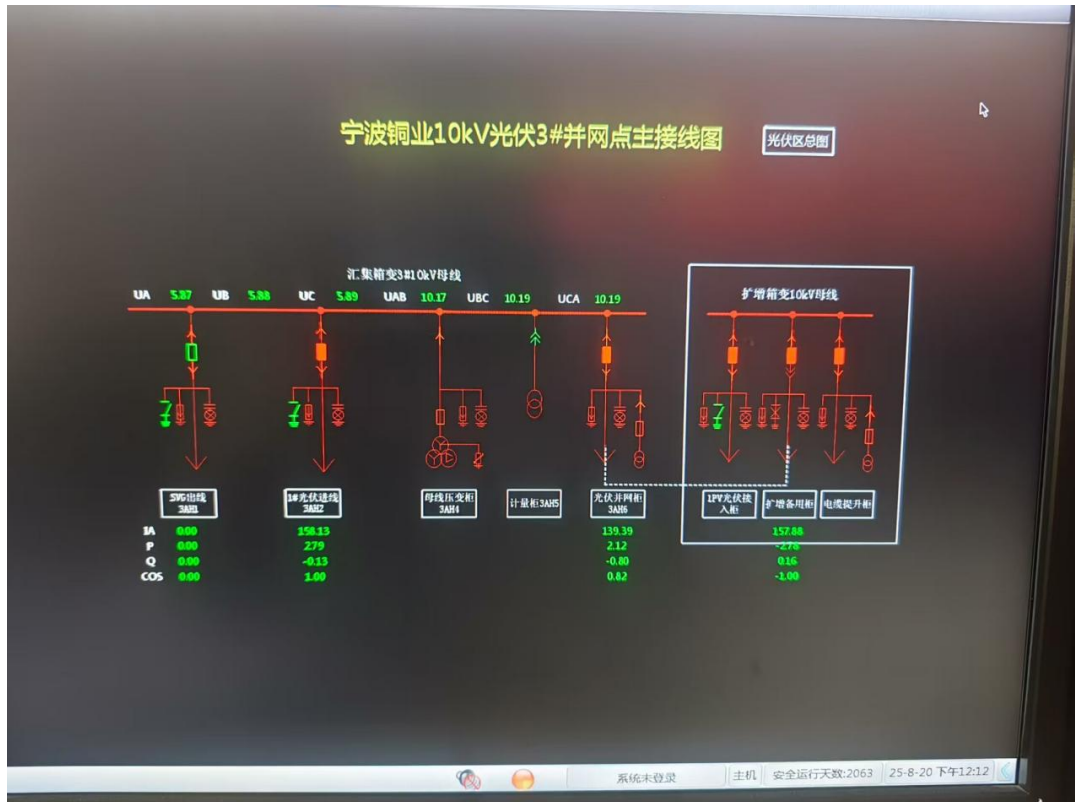 宁波铜业10kV光伏3#并网点主接线图
光伏区总图
汇集箱变3#10kV母线
UA 5.87 UB 5.88 UC 5.89 UAB 10.17 UBC 10.19 UCA 10.19
扩增箱变10kV母线
SVG出线
3AH1
1#光伏进线
3AH2
母线压变柜
3AH4
计量柜3AH5
光伏并网柜
3AH6
1PV光伏接
入柜
扩增备用柜
电缆提升柜
IA 0.00 158.13 139.39 157.88
P 0.00 2.79 2.12 -2.78
Q 0.00 -0.13 -0.80 0.16
COS 0.00 1.00 0.82 -1.00
系统未登录
主机
安全运行天数:2063
25-8-20 下午12:12